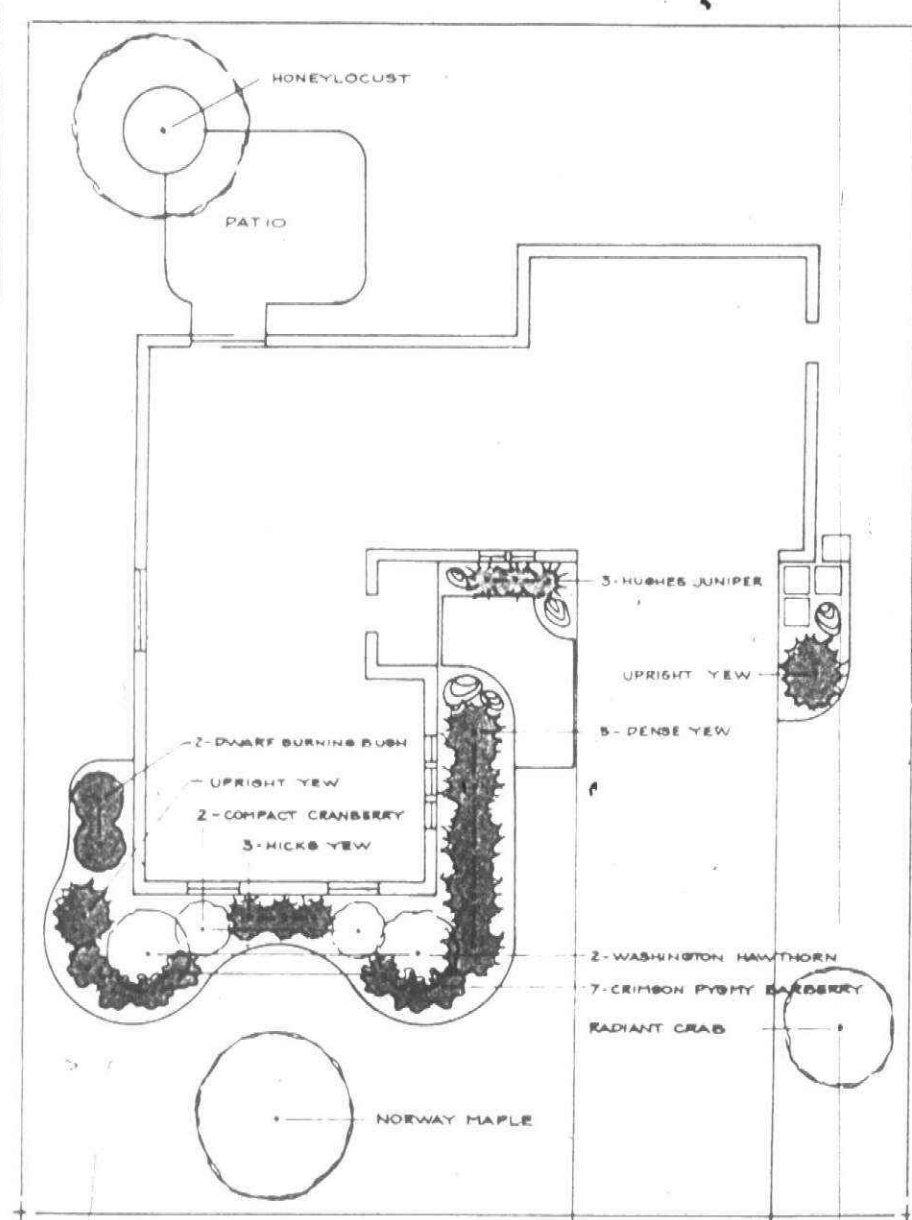 HONEYLOCUST
PATIO
3-HUGHES JUNIPER
UPRIGHT YEW
5-DENSE YEW
2-DWARF BURNING BUSH
UPRIGHT YEW
2-COMPACT CRANBERRY
3-HICKS YEW
2-WASHINGTON HAWTHORN
7-CRIMSON PYGMY BARBERRY
RADIANT CRAB
NORWAY MAPLE